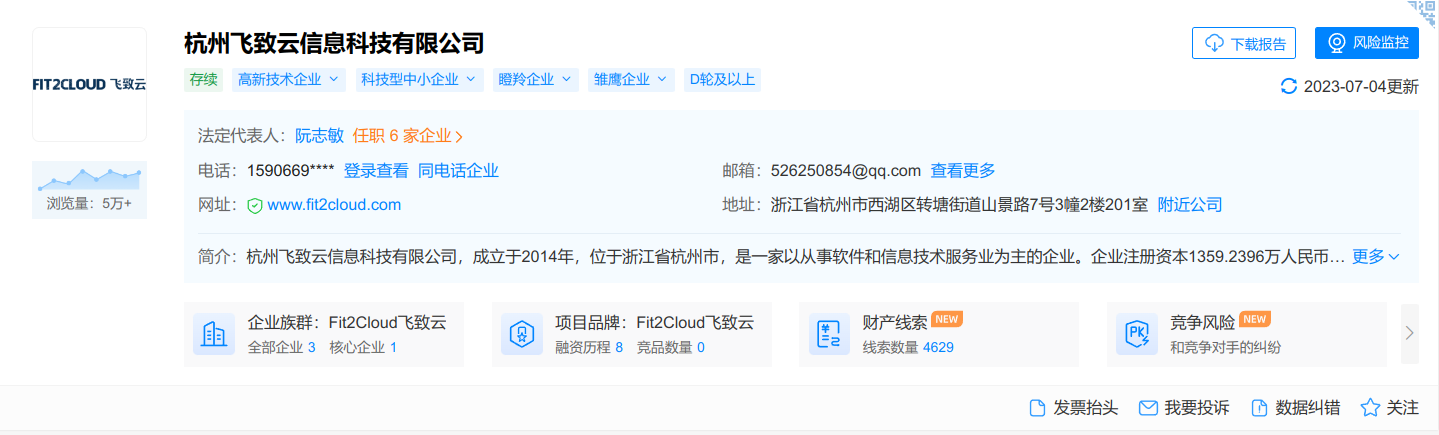 杭州飞致云信息科技有限公司
下载报告
风险监控
存续 高新技术企业 科技型中小企业 瞪羚企业 雏鹰企业 D轮及以上
2023-07-04更新
FIT2CLOUD 飞致云
法定代表人： 阮志敏 任职 6 家企业
电话： 1590669**** 登录查看 同电话企业
邮箱： 526250854@qq.com 查看更多
浏览量：5万+
网址： www.fit2cloud.com
地址： 浙江省杭州市西湖区转塘街道山景路7号3幢2楼201室 附近公司
简介： 杭州飞致云信息科技有限公司，成立于2014年，位于浙江省杭州市，是一家以从事软件和信息技术服务业为主的企业。企业注册资本1359.2396万人民币... 更多
企业族群：Fit2Cloud飞致云
全部企业 3 核心企业 1
项目品牌：Fit2Cloud飞致云
融资历程 8 竞品数量 0
财产线索 NEW
线索数量 4629
PK
竞争风险 NEW
和竞争对手的纠纷
发票抬头 我要投诉 数据纠错 关注